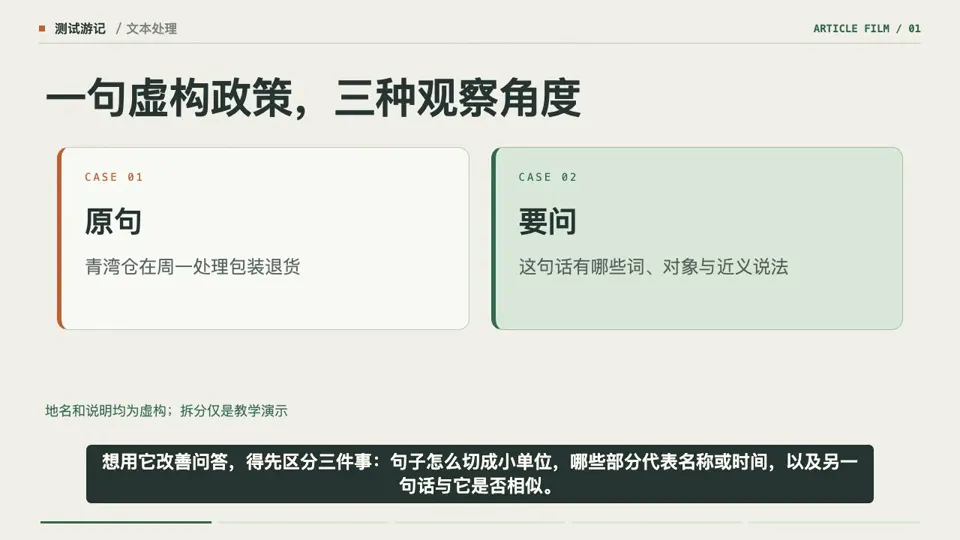 测试游记 / 文本处理
ARTICLE FILM / 01
一句虚构政策，三种观察角度
CASE 01
原句
青湾仓在周一处理包装退货
CASE 02
要问
这句话有哪些词、对象与近义说法
地名和说明均为虚构；拆分仅是教学演示
想用它改善问答，得先区分三件事：句子怎么切成小单位，哪些部分代表名称或时间，以及另一
句话与它是否相似。